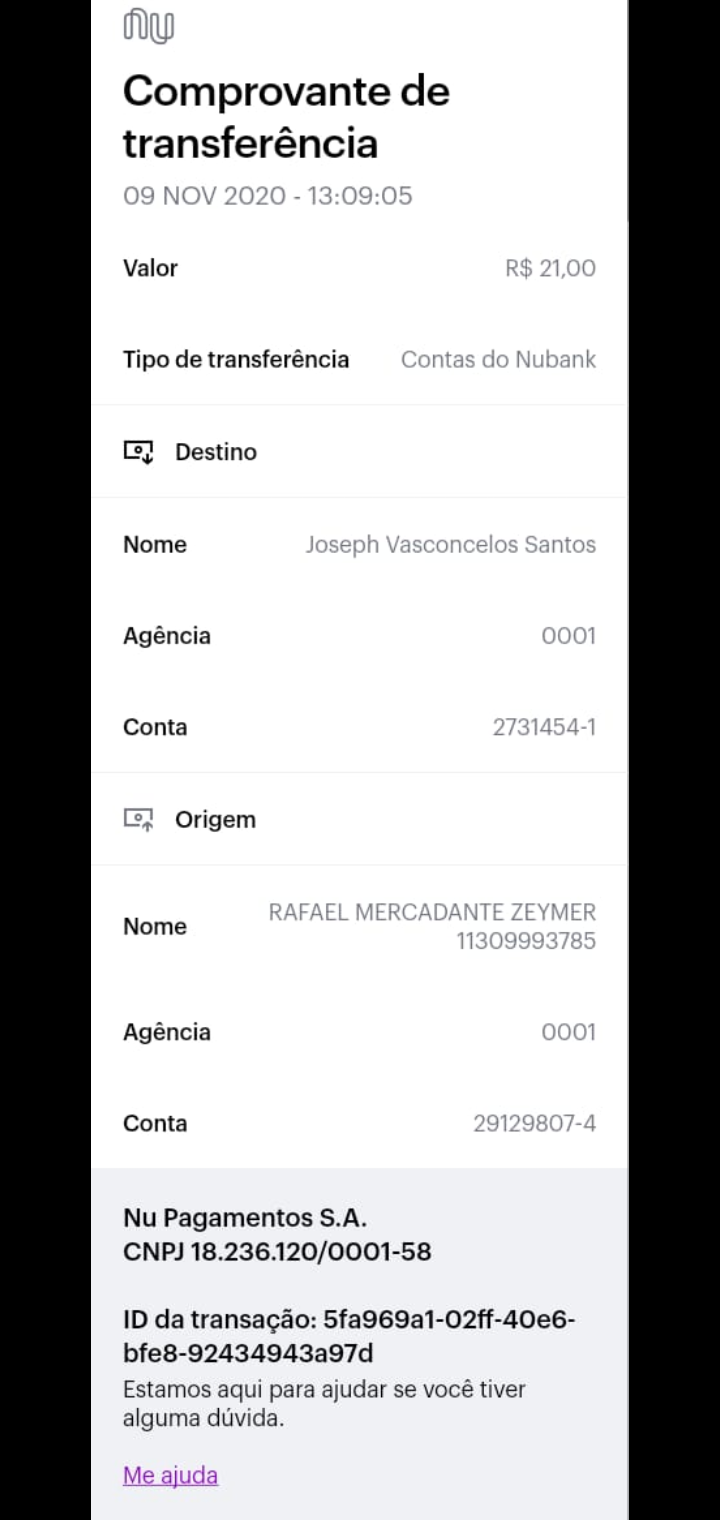 nu
Comprovante de
transferência
09 NOV 2020 - 13:09:05
Valor R$ 21,00
Tipo de transferência Contas do Nubank
Destino
Nome Joseph Vasconcelos Santos
Agência 0001
Conta 2731454-1
Origem
Nome RAFAEL MERCADANTE ZEYMER
11309993785
Agência 0001
Conta 29129807-4
Nu Pagamentos S.A.
CNPJ 18.236.120/0001-58
ID da transação: 5fa969a1-02ff-40e6-
bfe8-92434943a97d
Estamos aqui para ajudar se você tiver
alguma dúvida.
Me ajuda